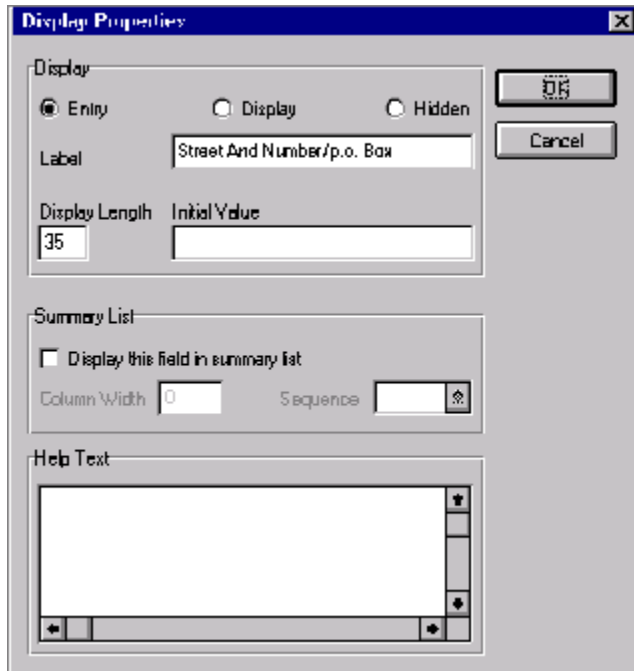 Display Properties
Display
Entry Display Hidden
OK
Label Street And Number/p.o. Box
Cancel
Display Length Initial Value
35
Summary List
Display this field in summary list
Column Width 0 Sequence
Help Text